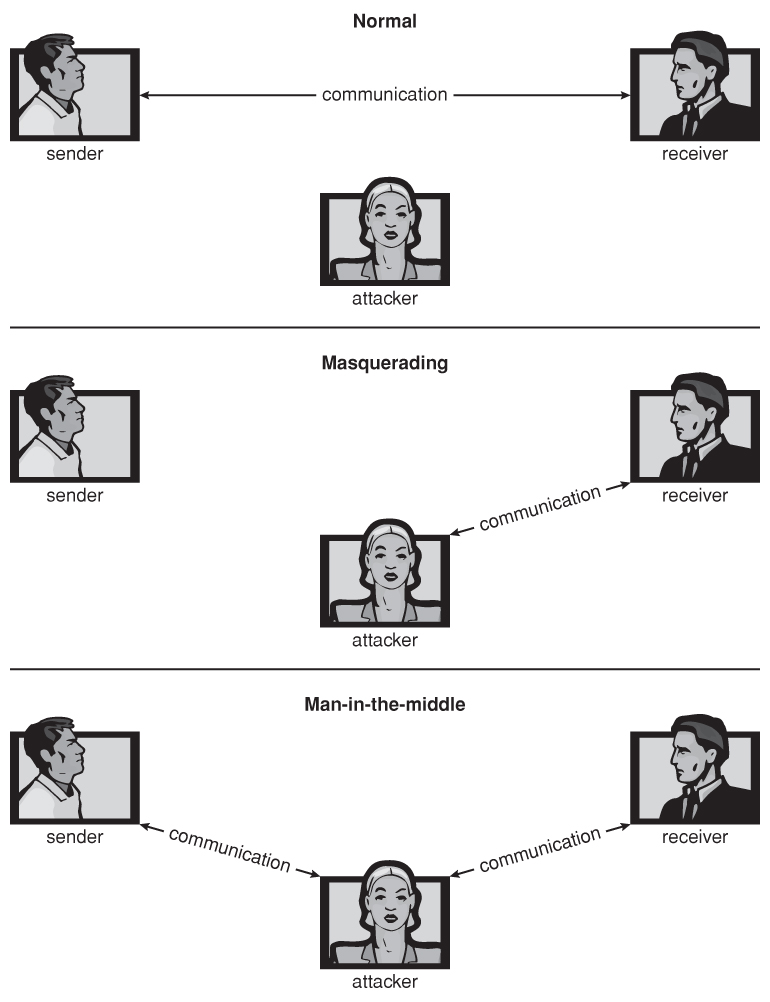 Normal
communication
sender
receiver
attacker
Masquerading
sender
receiver
communication
attacker
Man-in-the-middle
sender
receiver
communication
communication
attacker